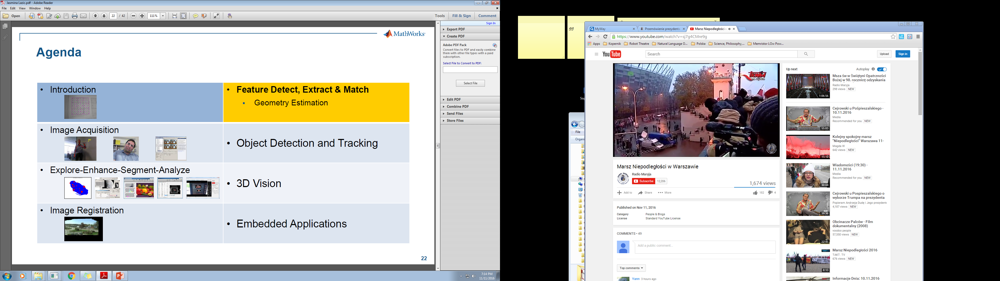 Jasmina Lazic.pdf - Adobe Reader
File Edit View Window Help
Open 22 / 42 111% Tools Fill & Sign Comment
Sign In
MathWorks
Agenda
• Introduction
• Image Acquisition
• Explore-Enhance-Segment-Analyze
• Image Registration
• Feature Detect, Extract & Match
▪ Geometry Estimation
• Object Detection and Tracking
• 3D Vision
• Embedded Applications
22
Export PDF
Create PDF
Adobe PDF Pack
Convert files to PDF and easily combine
them with other file types with a paid
subscription.
Select File to Convert to PDF:
Select File
Edit PDF
Combine PDF
Send Files
Store Files
7:14 PM
11/11/2016
gg
Sop
File
Organi
MyWay
Przemówienie prezydenta
Marsz Niepodległości w
https://www.youtube.com/watch?v=sj7g4CMre9g
Apps Kopernik Robot Theatre Natural Language O... Polska Science, Philosophy,... Memristor LOw Pow...
YouTube
Search
Upload
Sign in
TRWAM
na żywo
Marsz Niepodległości w Warszawie
Radio Maryja
Subscribe 12,206
1,674 views
Add to Share More 182 4
Published on Nov 11, 2016
Category People & Blogs
License Standard YouTube License
COMMENTS • 49
Add a public comment...
Top comments
Yann 3 hours ago
Up next Autoplay
Msza św w Świątyni Opatrzności
Bożej w 98. rocznicę odzyskania
Radio Maryja
298 views NEW
1:06:56
Cejrowski u Pośpieszalskiego -
10.11.2016
Media
Recommended for you NEW
55:03
Kolejny spokojny marsz
"Niepodległości" Warszawa 11-
Magda W
642 views NEW
15:12
Wiadomości (19:30) -
11.11.2016
Media
Recommended for you NEW
30:04
Cejrowski u Pospieszalskiego o
wyborze Trumpa na prezydenta
Popieram Andrzeja Dudę i Jego prezydent
4,187 views NEW
39:38
Obcinacze Palców - Film
dokumentalny (2008)
voodoo people
57,550 views NEW
22:41
Marsz Niepodległości 2016
TAKT. TV
676 views NEW
8:13
Informacje Dnia: 10.11.2016